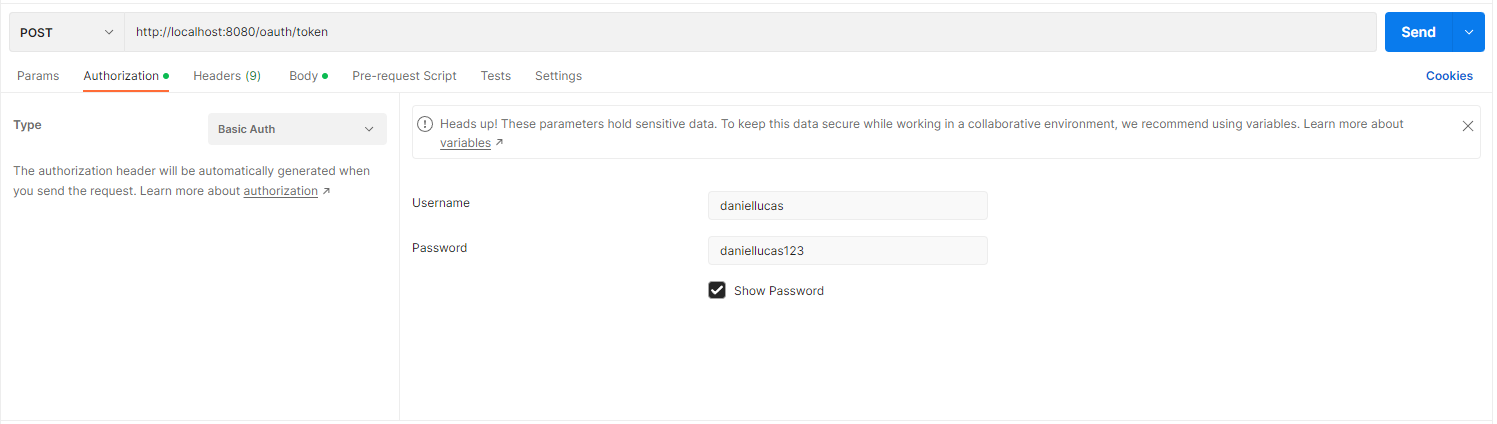 POST
http://localhost:8080/oauth/token
Send
Params
Authorization
Headers (9)
Body
Pre-request Script
Tests
Settings
Cookies
Type
Basic Auth
The authorization header will be automatically generated when
you send the request. Learn more about authorization ↗
Heads up! These parameters hold sensitive data. To keep this data secure while working in a collaborative environment, we recommend using variables. Learn more about
variables ↗
Username
daniellucas
Password
daniellucas123
Show Password